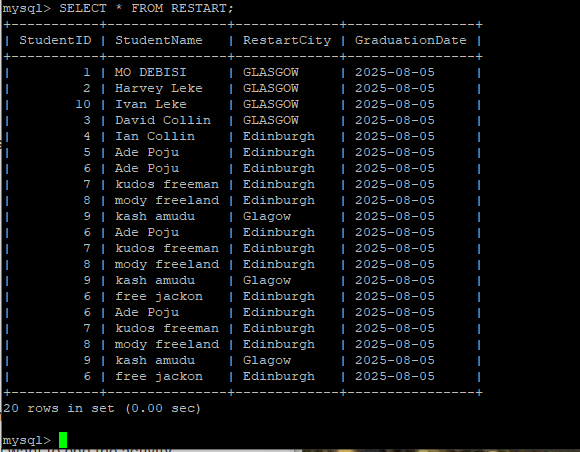 mysql> SELECT * FROM RESTART;
+-----------+---------------+-------------+----------------+
| StudentID | StudentName   | RestartCity | GraduationDate |
+-----------+---------------+-------------+----------------+
|         1 | MO DEBISI     | GLASGOW     | 2025-08-05     |
|         2 | Harvey Leke   | GLASGOW     | 2025-08-05     |
|        10 | Ivan Leke     | GLASGOW     | 2025-08-05     |
|         3 | David Collin  | GLASGOW     | 2025-08-05     |
|         4 | Ian Collin    | Edinburgh   | 2025-08-05     |
|         5 | Ade Poju      | Edinburgh   | 2025-08-05     |
|         6 | Ade Poju      | Edinburgh   | 2025-08-05     |
|         7 | kudos freeman | Edinburgh   | 2025-08-05     |
|         8 | mody freeland | Edinburgh   | 2025-08-05     |
|         9 | kash amudu    | Glagow      | 2025-08-05     |
|         6 | Ade Poju      | Edinburgh   | 2025-08-05     |
|         7 | kudos freeman | Edinburgh   | 2025-08-05     |
|         8 | mody freeland | Edinburgh   | 2025-08-05     |
|         9 | kash amudu    | Glagow      | 2025-08-05     |
|         6 | free jackon   | Edinburgh   | 2025-08-05     |
|         6 | Ade Poju      | Edinburgh   | 2025-08-05     |
|         7 | kudos freeman | Edinburgh   | 2025-08-05     |
|         8 | mody freeland | Edinburgh   | 2025-08-05     |
|         9 | kash amudu    | Glagow      | 2025-08-05     |
|         6 | free jackon   | Edinburgh   | 2025-08-05     |
+-----------+---------------+-------------+----------------+
20 rows in set (0.00 sec)
mysql>